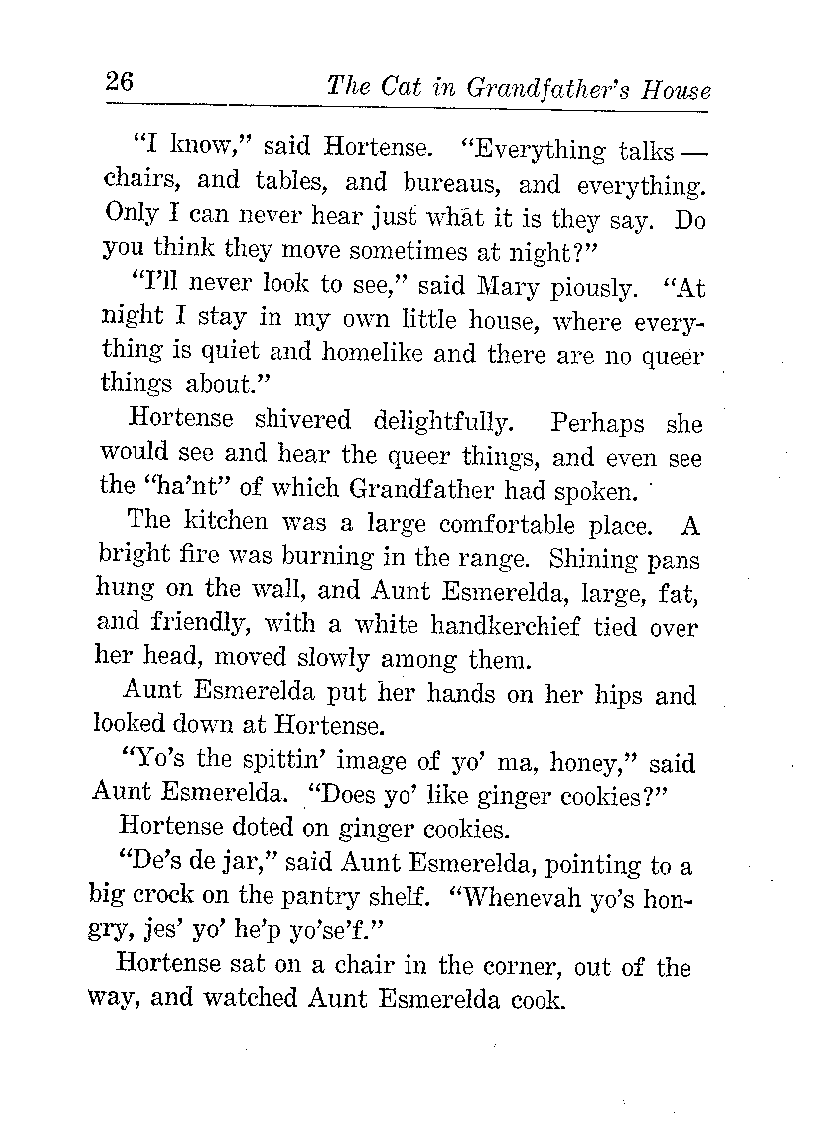 26 The Cat in Grandfather's House
“I know,” said Hortense. “Everything talks —
chairs, and tables, and bureaus, and everything.
Only I can never hear just what it is they say. Do
you think they move sometimes at night?”
“I'll never look to see,” said Mary piously. “At
night I stay in my own little house, where every-
thing is quiet and homelike and there are no queer
things about.”
Hortense shivered delightfully. Perhaps she
would see and hear the queer things, and even see
the “ha'nt” of which Grandfather had spoken.
The kitchen was a large comfortable place. A
bright fire was burning in the range. Shining pans
hung on the wall, and Aunt Esmerelda, large, fat,
and friendly, with a white handkerchief tied over
her head, moved slowly among them.
Aunt Esmerelda put her hands on her hips and
looked down at Hortense.
“Yo's the spittin' image of yo' ma, honey,” said
Aunt Esmerelda. “Does yo' like ginger cookies?”
Hortense doted on ginger cookies.
“De's de jar,” said Aunt Esmerelda, pointing to a
big crock on the pantry shelf. “Whenevah yo's hon-
gry, jes' yo' he'p yo'se'f.”
Hortense sat on a chair in the corner, out of the
way, and watched Aunt Esmerelda cook.